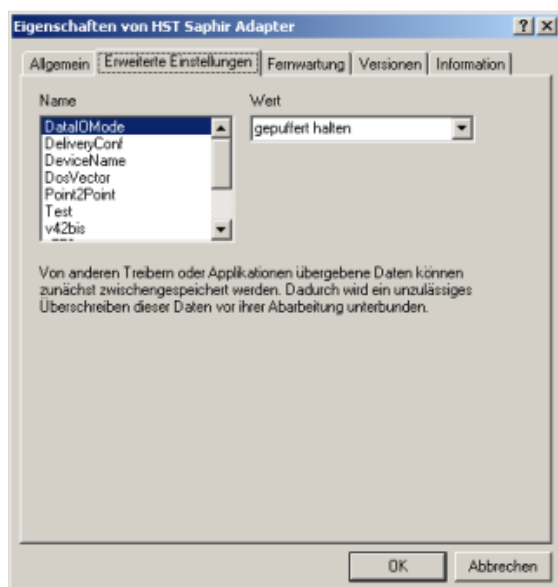 Eigenschaften von HST Saphir Adapter
Allgemein Erweiterte Einstellungen Fernwartung Versionen Information
Name Wert
DataIOMode gepuffert halten
DeliveryConf
DeviceName
DosVector
Point2Point
Test
v42bis
Von anderen Treibern oder Applikationen übergebene Daten können
zunächst zwischengespeichert werden. Dadurch wird ein unzulässiges
Überschreiben dieser Daten vor ihrer Abarbeitung unterbunden.
OK Abbrechen